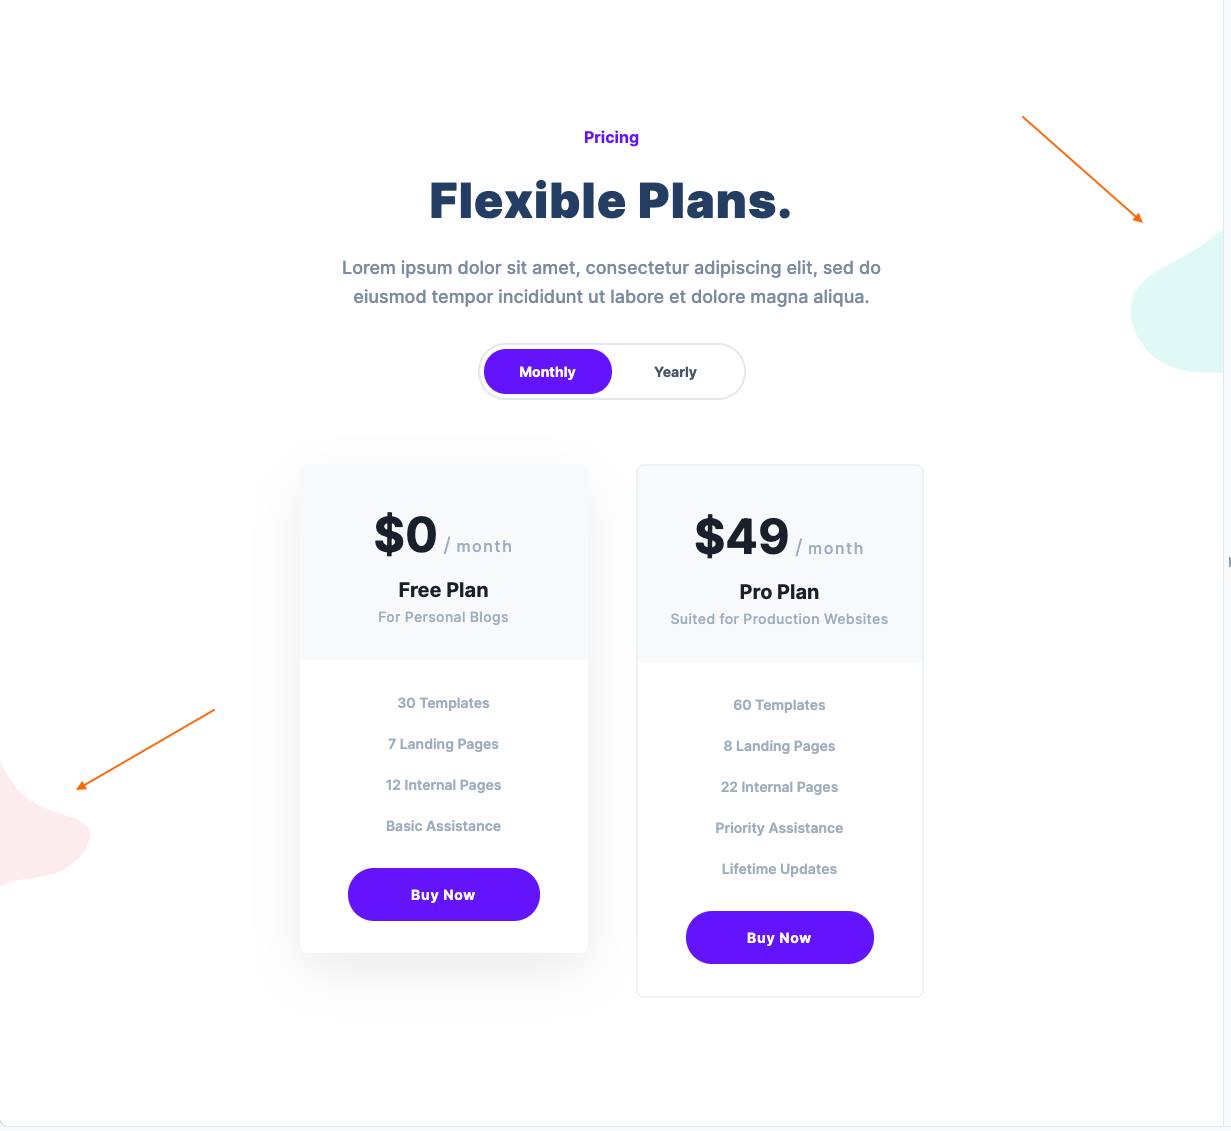 Pricing
Flexible Plans.
Lorem ipsum dolor sit amet, consectetur adipiscing elit, sed do
eiusmod tempor incididunt ut labore et dolore magna aliqua.
Monthly
Yearly
$0 / month
Free Plan
For Personal Blogs
30 Templates
7 Landing Pages
12 Internal Pages
Basic Assistance
Buy Now
$49 / month
Pro Plan
Suited for Production Websites
60 Templates
8 Landing Pages
22 Internal Pages
Priority Assistance
Lifetime Updates
Buy Now